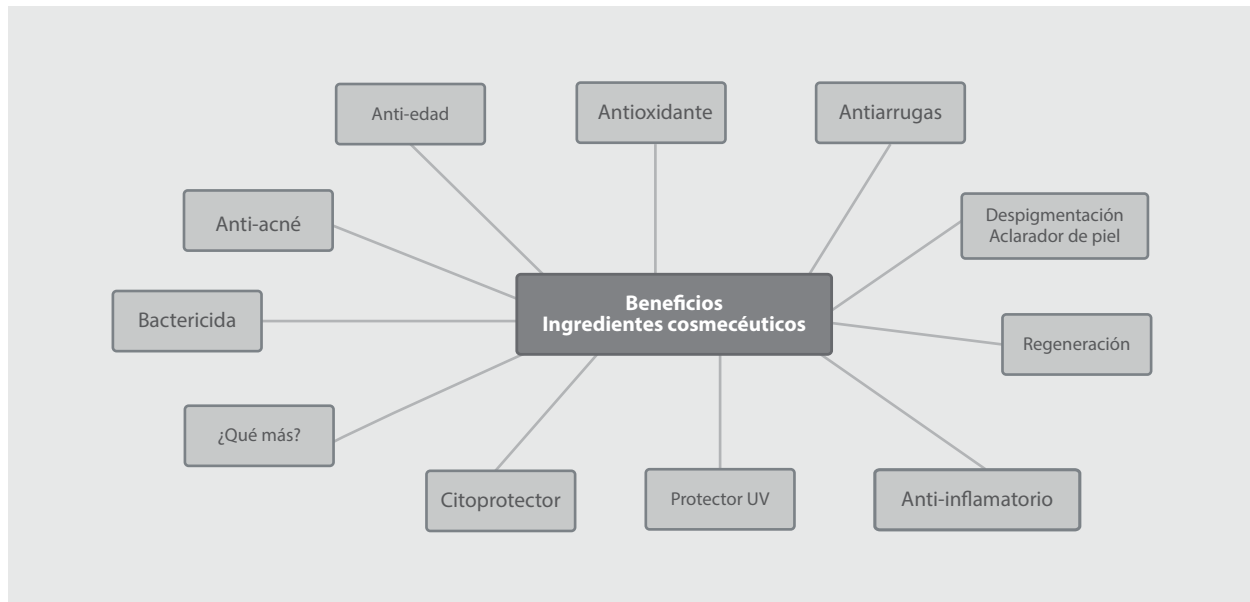 Anti-edad
Antioxidante
Antiarrugas
Anti-acné
Despigmentación
Aclarador de piel
Beneficios
Ingredientes cosmecéuticos
Bactericida
Regeneración
¿Qué más?
Citoprotector
Protector UV
Anti-inflamatorio